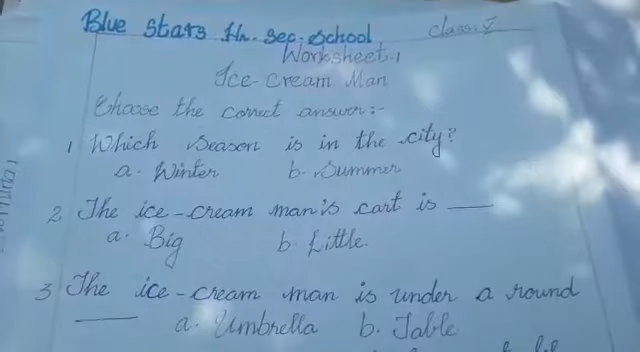 Blue Stars Hr. Sec. School
Class: V
Worksheet.1
Ice-Cream Man
Choose the correct answer:-
1 Which Season is in the city?
a. Winter b. Summer
2. The ice-cream man's cart is ___
a. Big b. Little
3 The ice-cream man is under a round
___ a. Umbrella b. Table